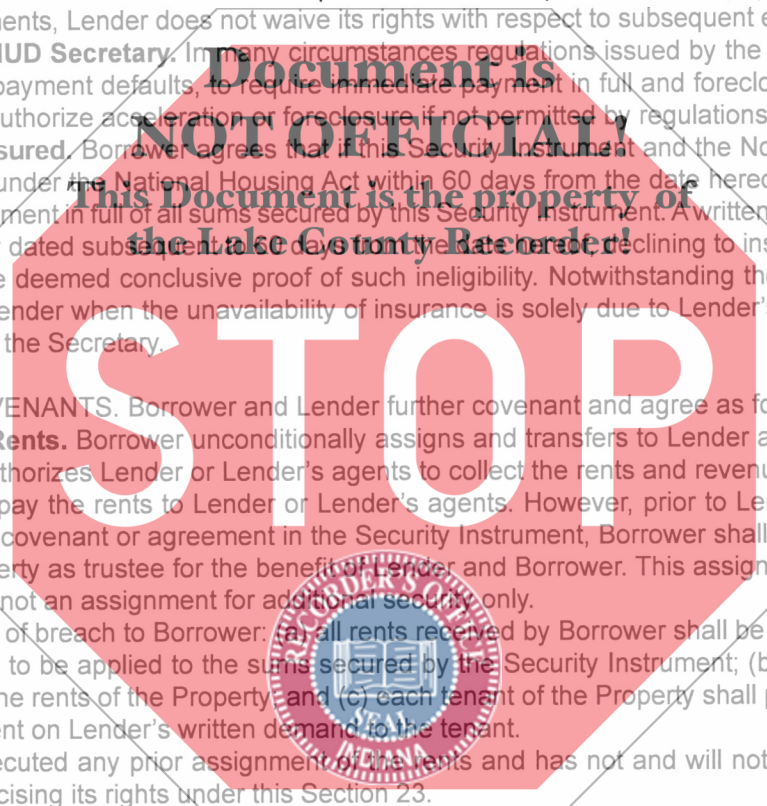 ents, Lender does not waive its rights with respect to subsequent e
HUD Secretary. In many circumstances regulations issued by the
payment defaults, to require immediate payment in full and foreclo
uthorize acceleration or foreclosure if not permitted by regulations
sured. Borrower agrees that if this Security Instrument and the No
under the National Housing Act within 60 days from the date hereo
ment in full of all sums secured by this Security Instrument. A written
dated subsequent to 60 days from the date hereof, declining to ins
e deemed conclusive proof of such ineligibility. Notwithstanding th
ender when the unavailability of insurance is solely due to Lender's
the Secretary.
Document is
NOT OFFICIAL!
This Document is the property of
the Lake County Recorder!
STOP
VENANTS. Borrower and Lender further covenant and agree as fo
Rents. Borrower unconditionally assigns and transfers to Lender a
thorizes Lender or Lender's agents to collect the rents and revenu
pay the rents to Lender or Lender's agents. However, prior to Le
covenant or agreement in the Security Instrument, Borrower shall
erty as trustee for the benefit of Lender and Borrower. This assign
not an assignment for additional security only.
of breach to Borrower: (a) all rents received by Borrower shall be
to be applied to the sums secured by the Security Instrument; (b
he rents of the Property; and (c) each tenant of the Property shall p
nt on Lender's written demand to the tenant.
ecuted any prior assignment of the rents and has not and will not
cising its rights under this Section 23.
RECORDER'S OFFICE
SEAL
INDIANA